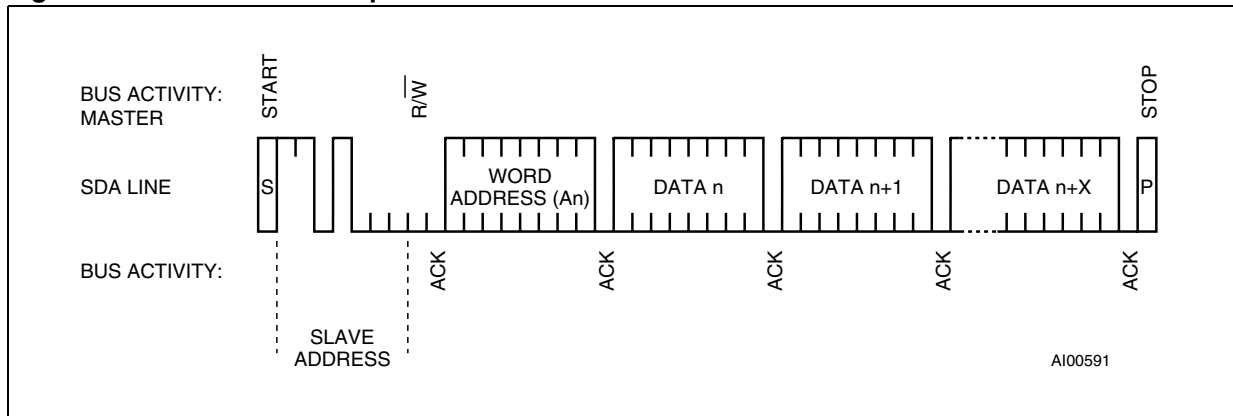 BUS ACTIVITY:
MASTER
START
R/W
STOP
SDA LINE
S
WORD
ADDRESS (An)
DATA n
DATA n+1
DATA n+X
P
BUS ACTIVITY:
ACK
ACK
ACK
ACK
ACK
SLAVE
ADDRESS
AI00591